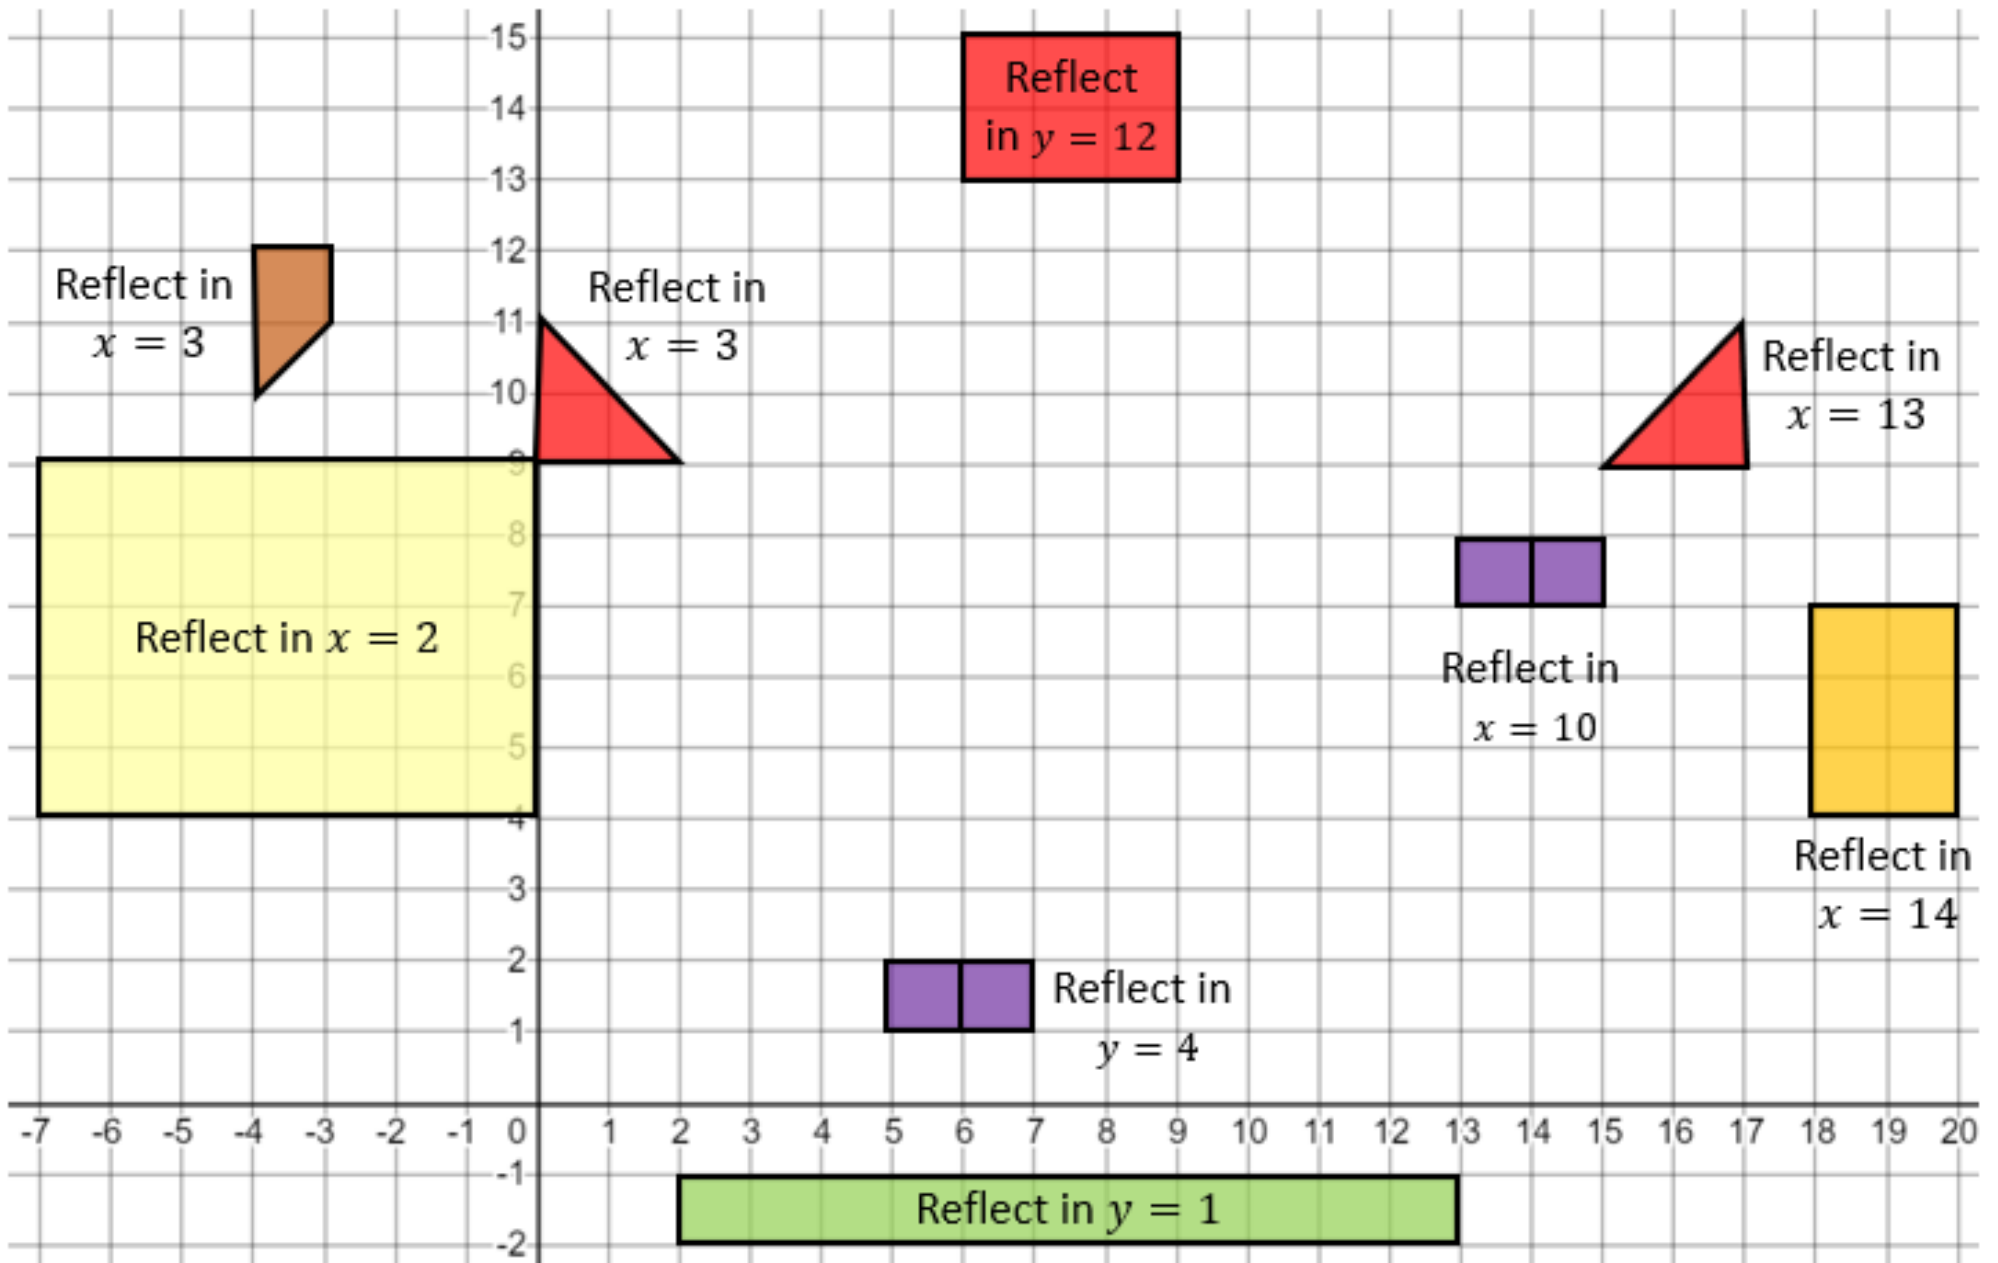 15
Reflect
in y = 12
14
13
12
Reflect in
x = 3
Reflect in
x = 3
11
Reflect in
x = 13
10
9
8
7
Reflect in x = 2
6
Reflect in
x = 10
5
4
Reflect in
x = 14
3
2
Reflect in
y = 4
1
-7 -6 -5 -4 -3 -2 -1 0 1 2 3 4 5 6 7 8 9 10 11 12 13 14 15 16 17 18 19 20
-1
Reflect in y = 1
-2